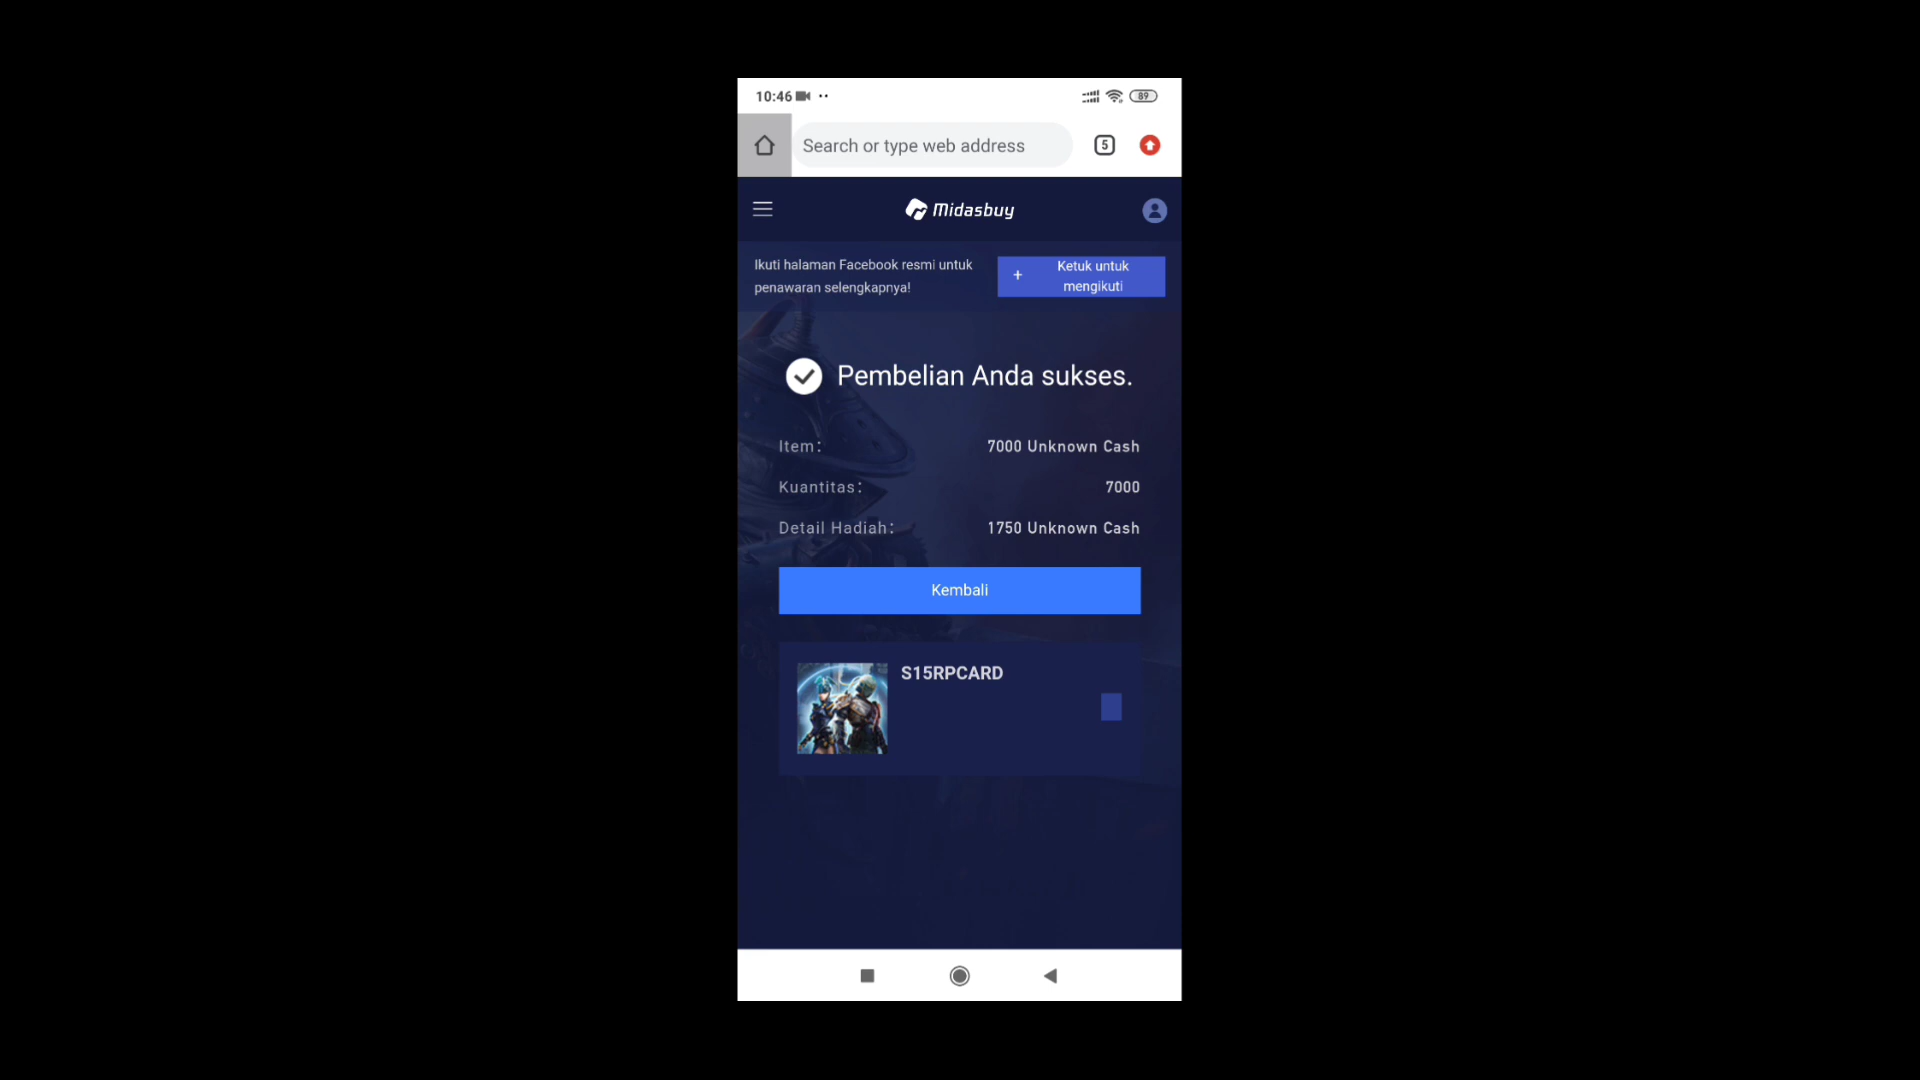 10:46
89
Search or type web address
5
Midasbuy
Ikuti halaman Facebook resmi untuk
penawaran selengkapnya!
+ Ketuk untuk
mengikuti
Pembelian Anda sukses.
Item: 7000 Unknown Cash
Kuantitas: 7000
Detail Hadiah: 1750 Unknown Cash
Kembali
S15RPCARD